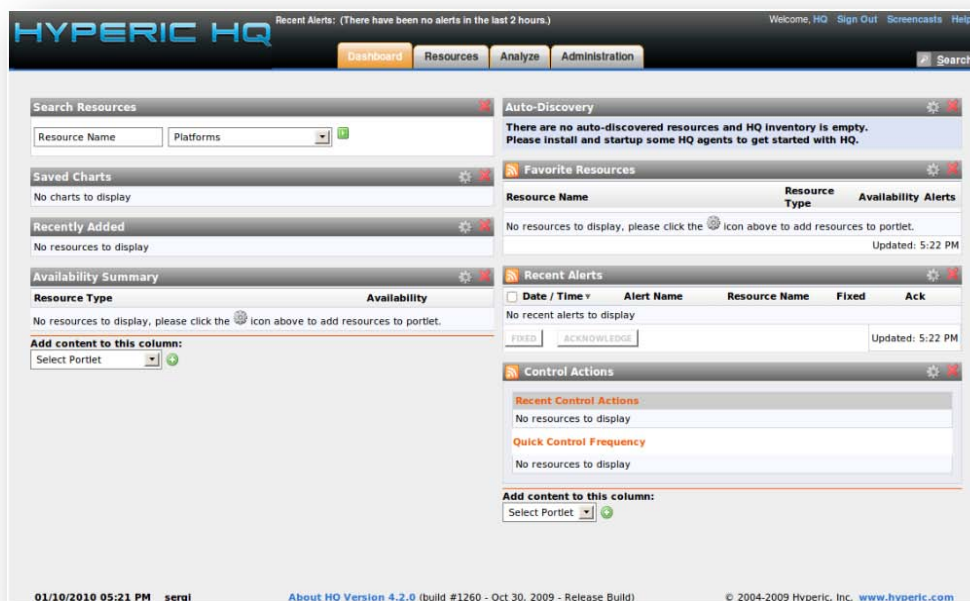 HYPERIC HQ
Recent Alerts: (There have been no alerts in the last 2 hours.)
Welcome, HQ Sign Out Screencasts Help
Dashboard Resources Analyze Administration
Search
Search Resources
Resource Name Platforms
Saved Charts
No charts to display
Recently Added
No resources to display
Availability Summary
Resource Type Availability
No resources to display, please click the icon above to add resources to portlet.
Add content to this column:
Select Portlet
Auto-Discovery
There are no auto-discovered resources and HQ inventory is empty.
Please install and startup some HQ agents to get started with HQ.
Favorite Resources
Resource Name Resource Type Availability Alerts
No resources to display, please click the icon above to add resources to portlet.
Updated: 5:22 PM
Recent Alerts
Date / Time Alert Name Resource Name Fixed Ack
No recent alerts to display
FIXED ACKNOWLEDGE Updated: 5:22 PM
Control Actions
Recent Control Actions
No resources to display
Quick Control Frequency
No resources to display
Add content to this column:
Select Portlet
01/10/2010 05:21 PM sergi About HQ Version 4.2.0 (build #1260 - Oct 30, 2009 - Release Build) © 2004-2009 Hyperic, Inc. www.hyperic.com